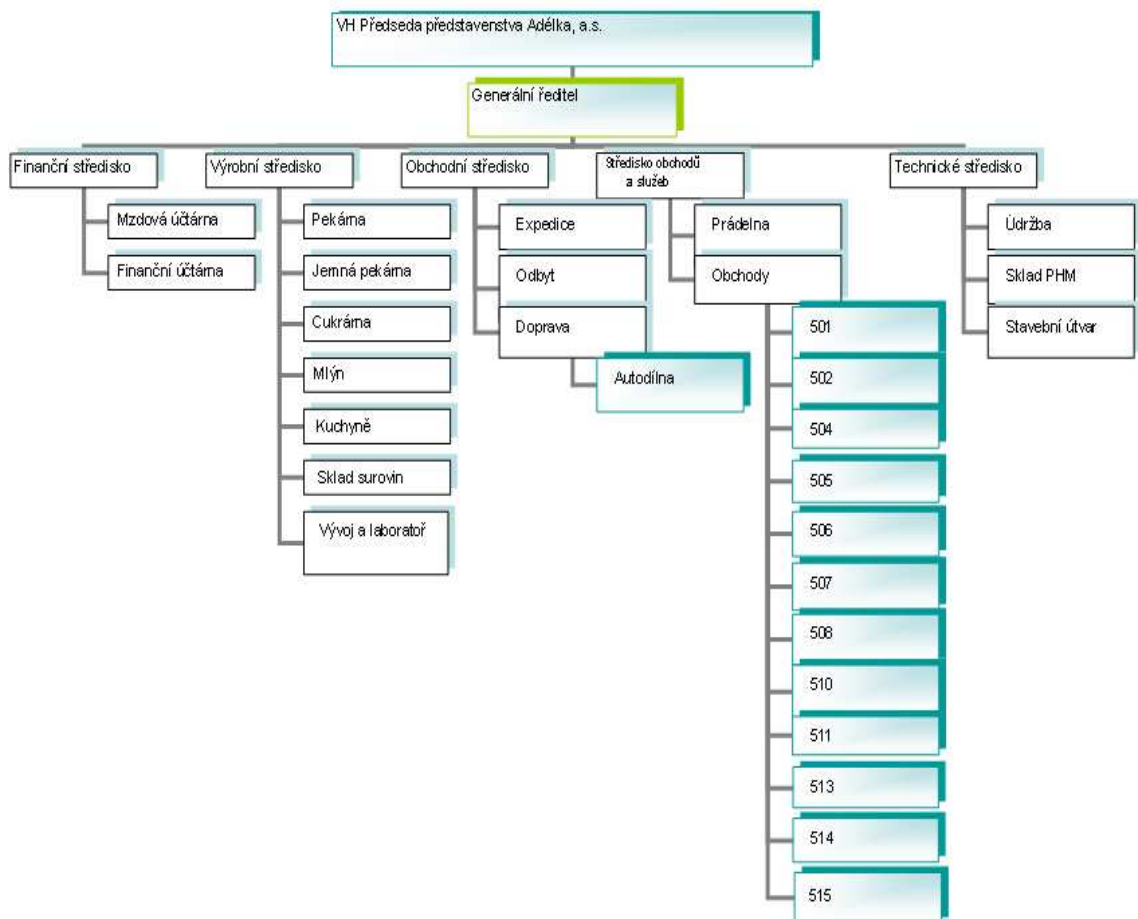 VH Předseda představenstva Adélka, a.s.
Generální ředitel
Finanční středisko
Mzdová účtárna
Finanční účtárna
Výrobní středisko
Pekárna
Jemná pekárna
Cukrárna
Mlýn
Kuchyně
Sklad surovin
Vývoj a laboratoř
Obchodní středisko
Expedice
Odbyt
Doprava
Autodílna
Středisko obchodů
a služeb
Prádelna
Obchody
501
502
504
505
506
507
508
510
511
513
514
515
Technické středisko
Údržba
Sklad PHM
Stavební útvar